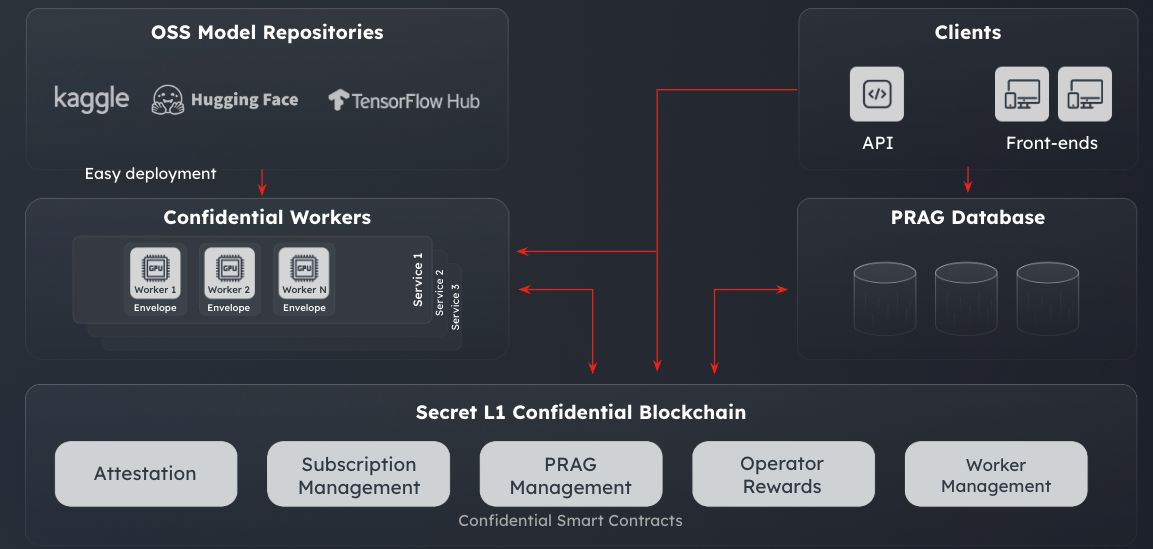 OSS Model Repositories
kaggle
Hugging Face
TensorFlow Hub
Clients
</>
API
Front-ends
Easy deployment
Confidential Workers
GPU
Worker 1
Envelope
GPU
Worker 2
Envelope
GPU
Worker N
Envelope
Service 1
Service 2
Service 3
PRAG Database
Secret L1 Confidential Blockchain
Attestation
Subscription
Management
PRAG
Management
Operator
Rewards
Worker
Management
Confidential Smart Contracts